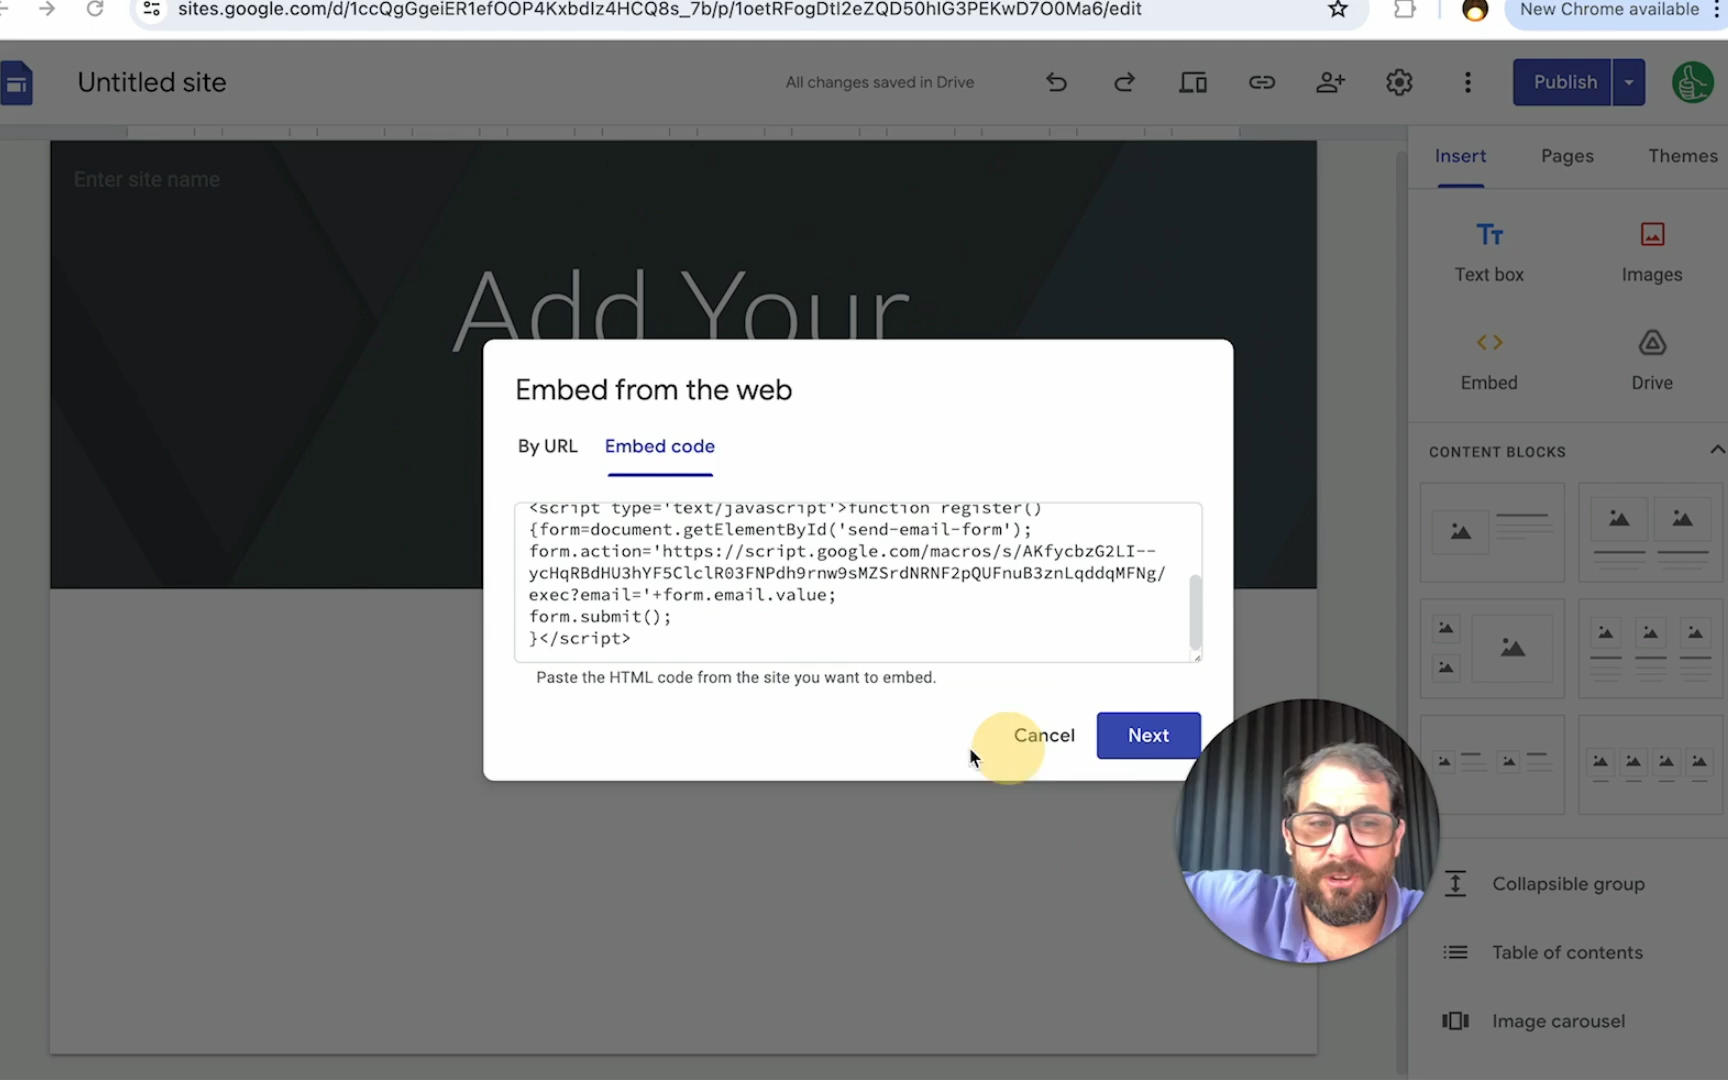 sites.google.com/d/1ccQgGgeiER1efOOP4KxbdIz4HCQ8s_7b/p/1oetRFogDtl2eZQD50hIG3PEKwD7O0Ma6/edit
New Chrome available
Untitled site
All changes saved in Drive
Publish
Insert
Pages
Themes
Enter site name
Add Your
Text box
Images
Embed
Drive
CONTENT BLOCKS
Embed from the web
By URL
Embed code
<script type='text/javascript'>function register()
{form=document.getElementById('send-email-form');
form.action='https://script.google.com/macros/s/AKfycbzG2LI--
ycHqRBdHU3hYF5ClclR03FNPdh9rnw9sMZSrdNRNF2pQUFnuB3znLqddqMFNg/
exec?email='+form.email.value;
form.submit();
}</script>
Paste the HTML code from the site you want to embed.
Cancel
Next
Collapsible group
Table of contents
Image carousel